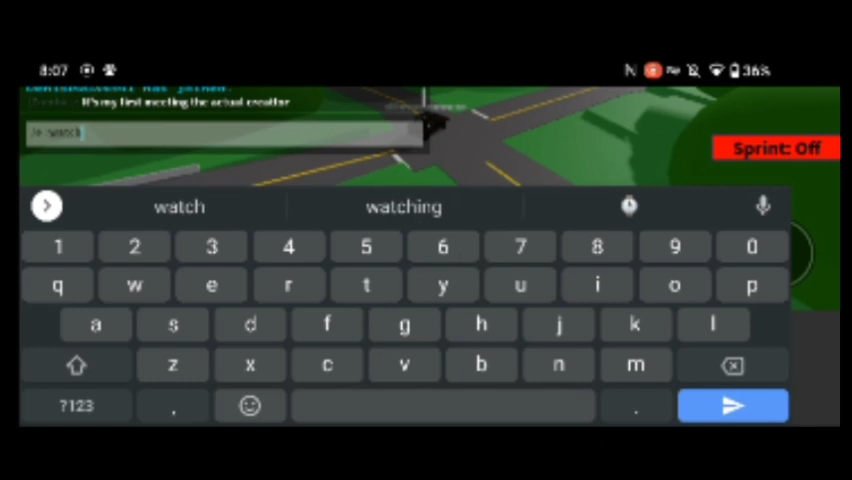 8:07 N 36%
has joined.
It's my first meeting the actual creator
/e watch
Sprint: Off
watch watching
1 2 3 4 5 6 7 8 9 0
q w e r t y u i o p
a s d f g h j k l
z x c v b n m
?123 , .